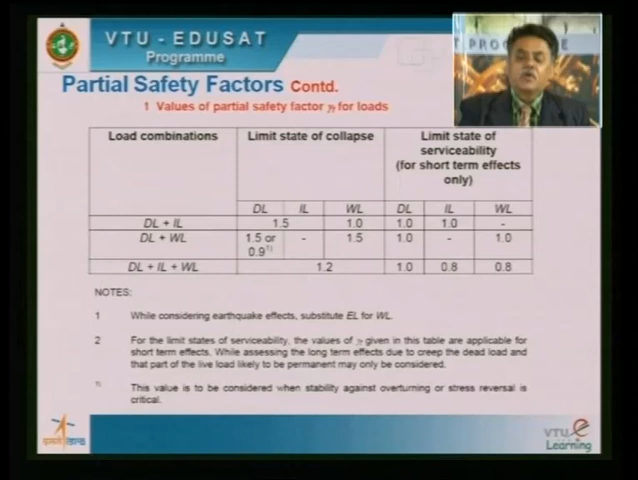 VTU - EDUSAT
Programme
T PROGRAMME
Partial Safety Factors Contd.
1 Values of partial safety factor γf for loads
Load combinations Limit state of collapse Limit state of serviceability (for short term effects only)
DL IL WL DL IL WL
DL + IL 1.5 1.0 1.0 1.0 -
DL + WL 1.5 or 0.9¹⁾ - 1.5 1.0 - 1.0
DL + IL + WL 1.2 1.0 0.8 0.8
NOTES:
1 While considering earthquake effects, substitute EL for WL.
2 For the limit states of serviceability, the values of γf given in this table are applicable for
short term effects. While assessing the long term effects due to creep the dead load and
that part of the live load likely to be permanent may only be considered.
¹⁾ This value is to be considered when stability against overturning or stress reversal is
critical.
VTU e
Learning